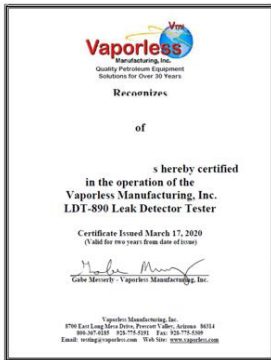 VMI
Vaporless
Manufacturing, Inc.
Quality Petroleum Equipment
Solutions for Over 30 Years
Recognizes
of
s hereby certified
in the operation of the
Vaporless Manufacturing, Inc.
LDT-890 Leak Detector Tester
Certificate Issued March 17, 2020
(Valid for two years from date of issue)
Gabe Messerly - Vaporless Manufacturing, Inc.
Vaporless Manufacturing, Inc.
8700 East Long Mesa Drive, Prescott Valley, Arizona 86314
800-367-0185 928-775-5191 Fax: 928-775-5309
Email: testing@vaporless.com Web Site: www.vaporless.com